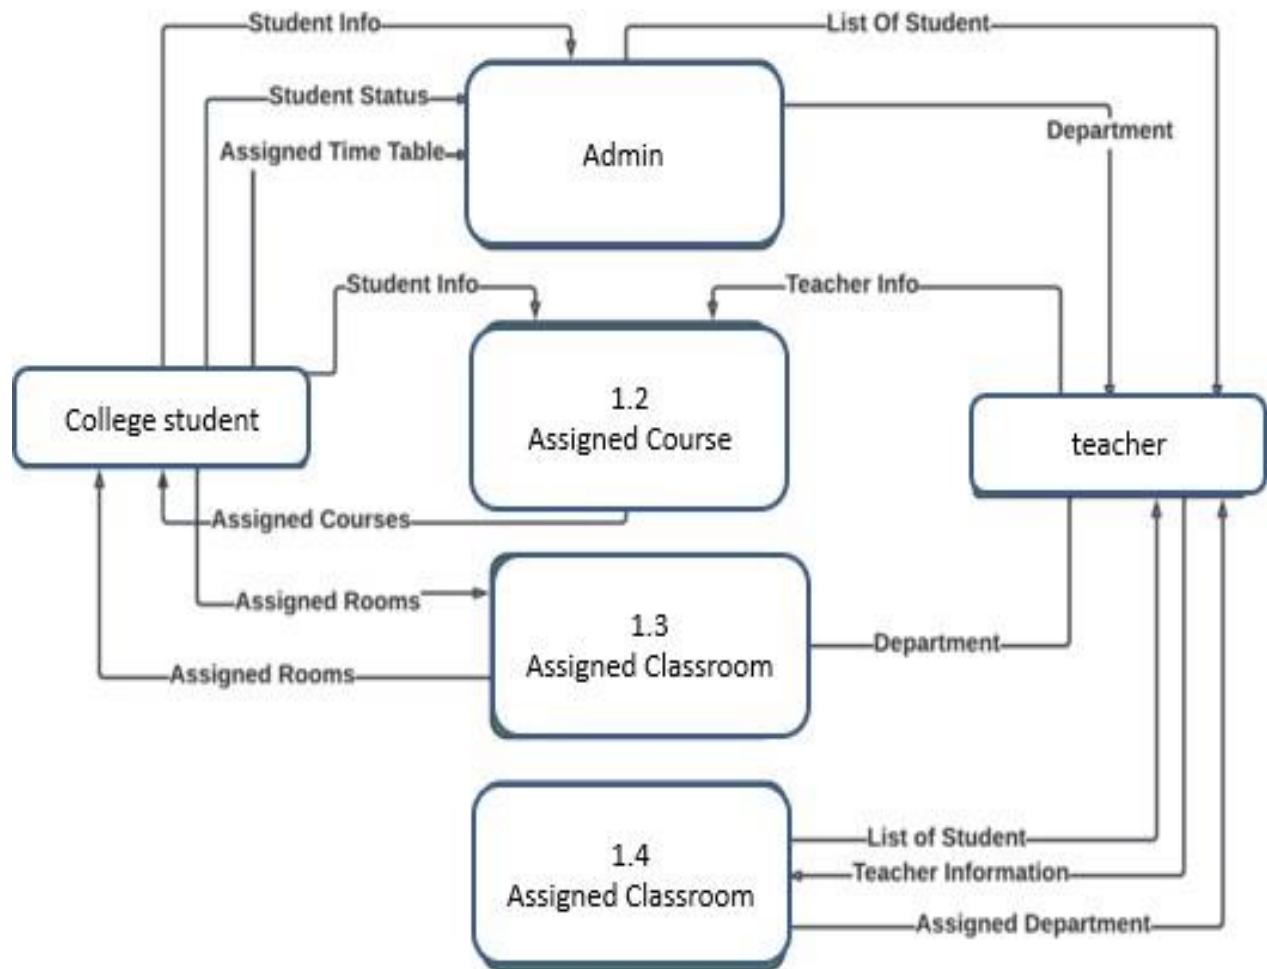 Student Info
List Of Student
Student Status
Department
Assigned Time Table
Admin
Student Info
Teacher Info
College student
1.2
Assigned Course
teacher
Assigned Courses
Assigned Rooms
1.3
Assigned Classroom
Department
Assigned Rooms
1.4
Assigned Classroom
List of Student
Teacher Information
Assigned Department